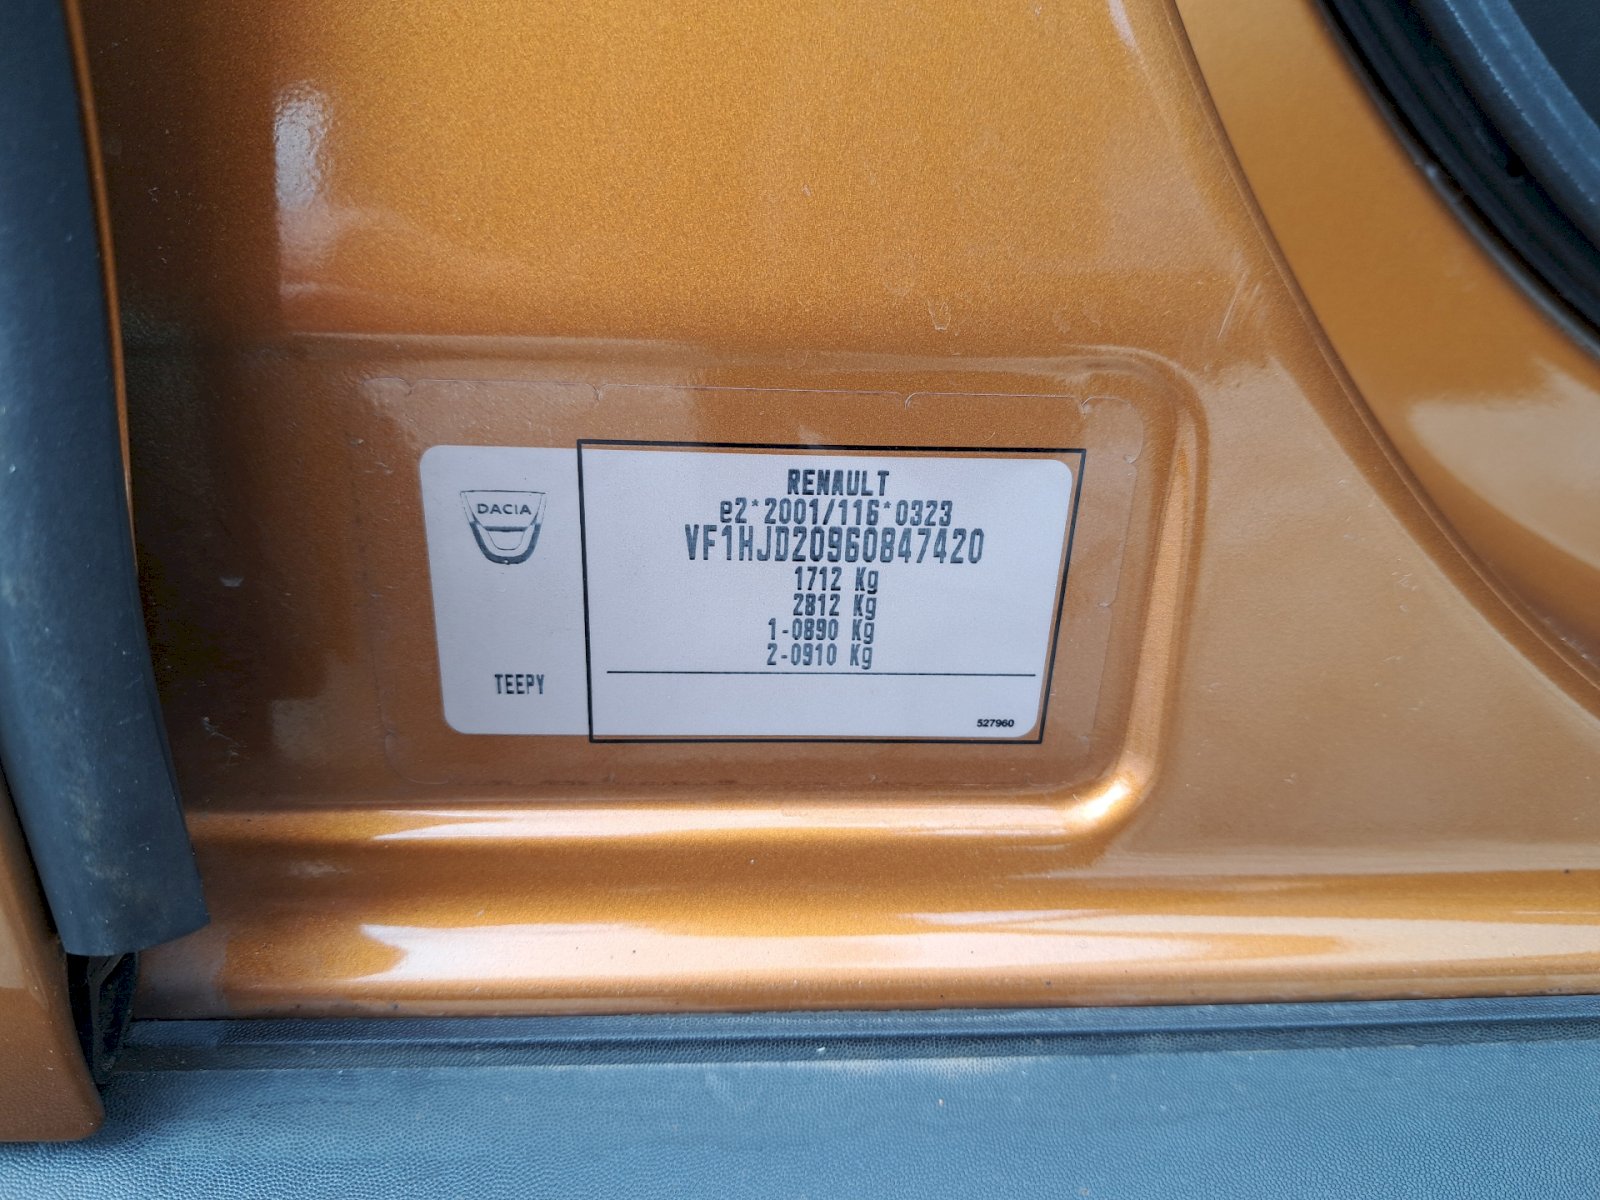 DACIA
RENAULT
e2*2001/116*0323
VF1HJD20960847420
1712 Kg
2812 Kg
1-0890 Kg
2-0910 Kg
TEEPY
527960